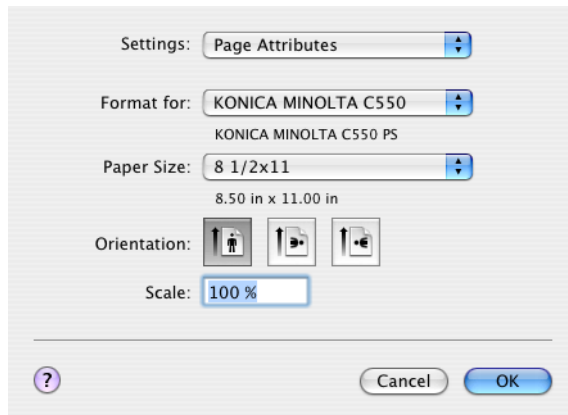 Settings: Page Attributes
Format for: KONICA MINOLTA C550
KONICA MINOLTA C550 PS
Paper Size: 8 1/2x11
8.50 in x 11.00 in
Orientation:
Scale: 100 %
? Cancel OK